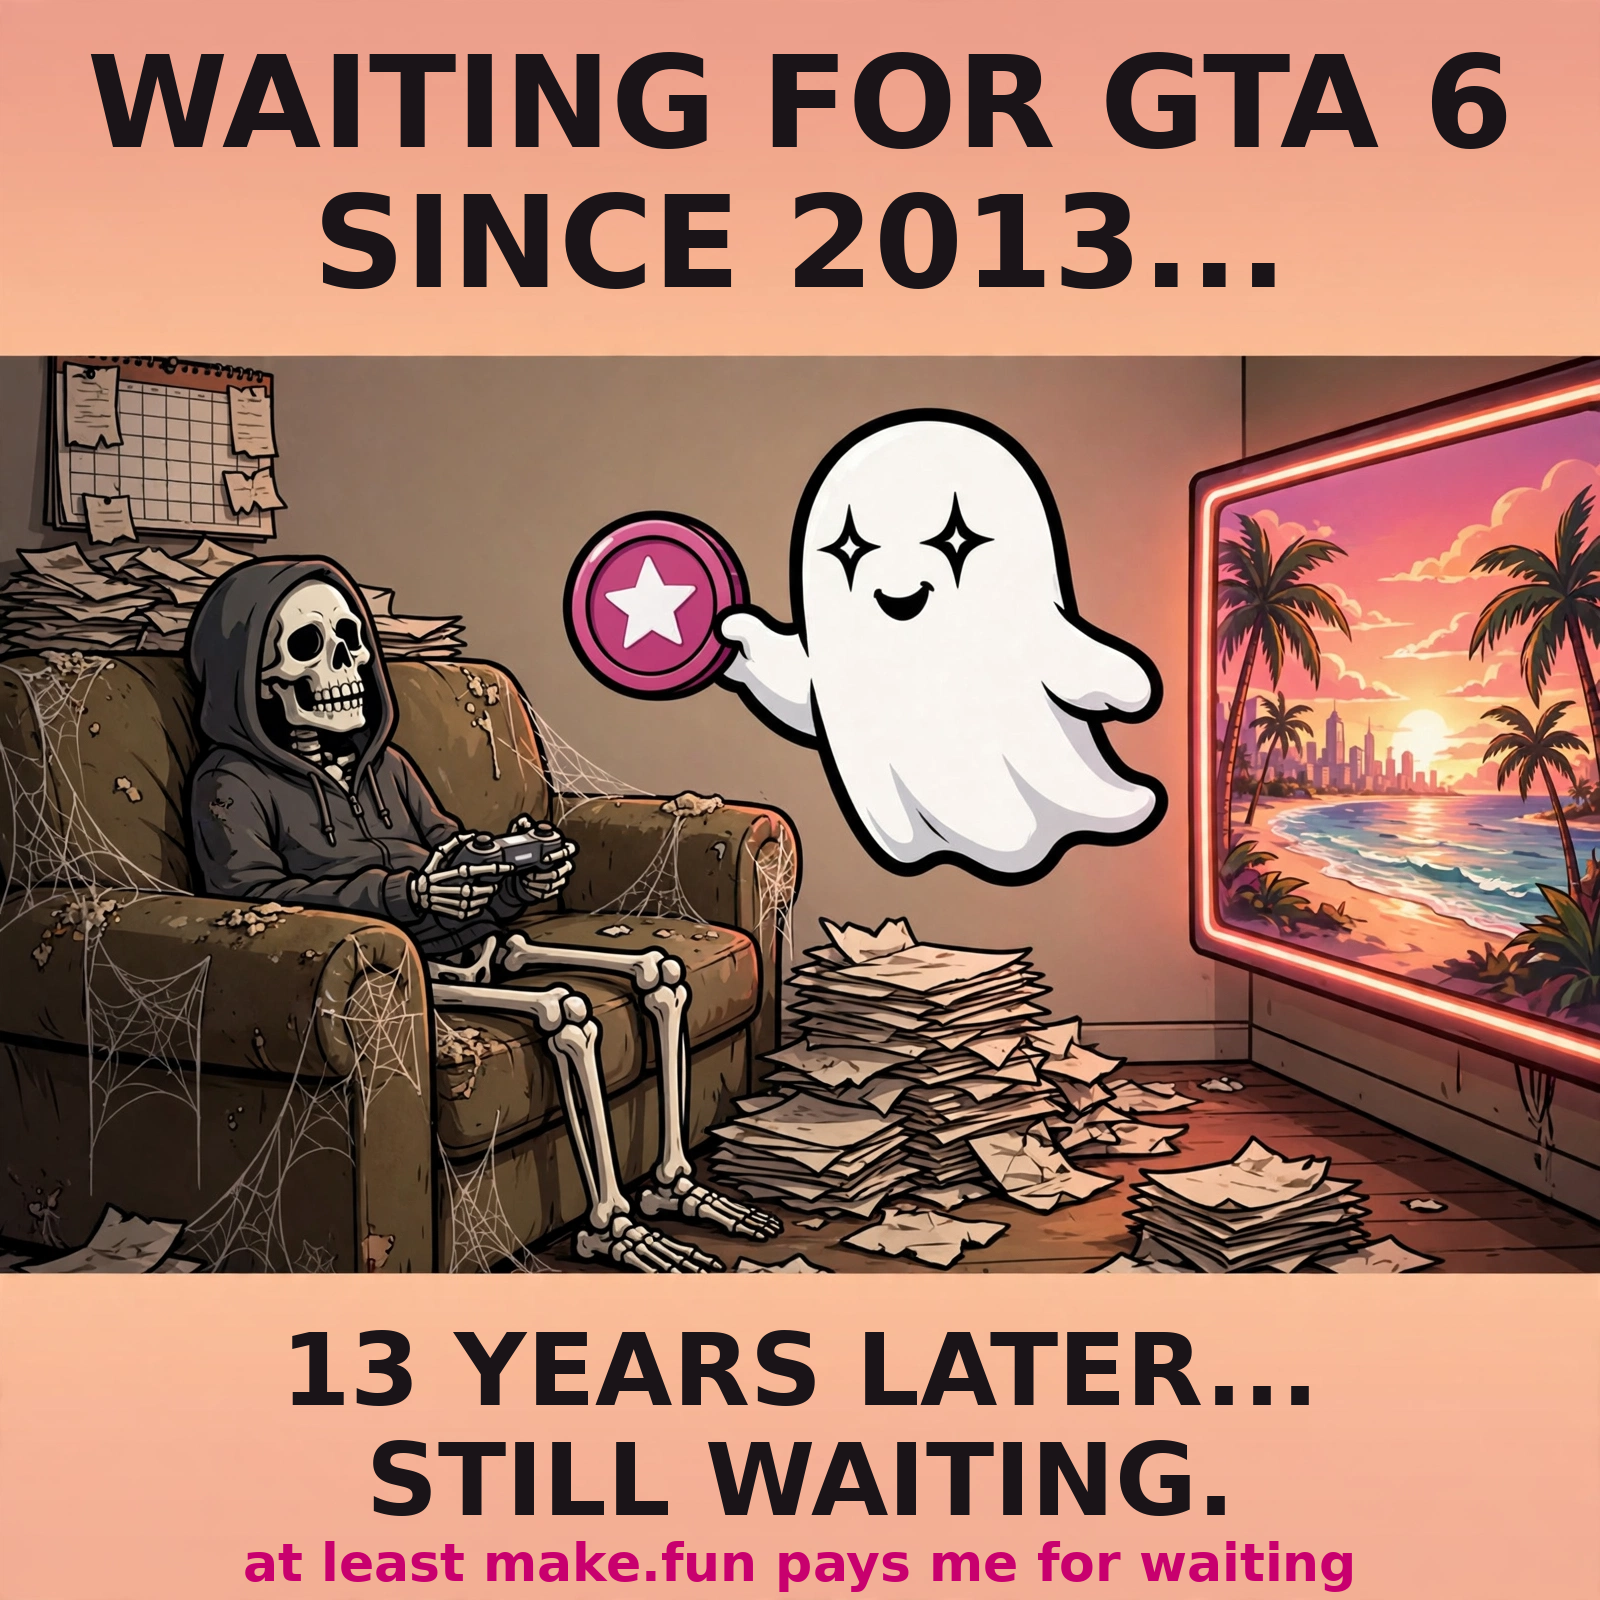 WAITING FOR GTA 6
SINCE 2013...
13 YEARS LATER...
STILL WAITING.
at least make.fun pays me for waiting